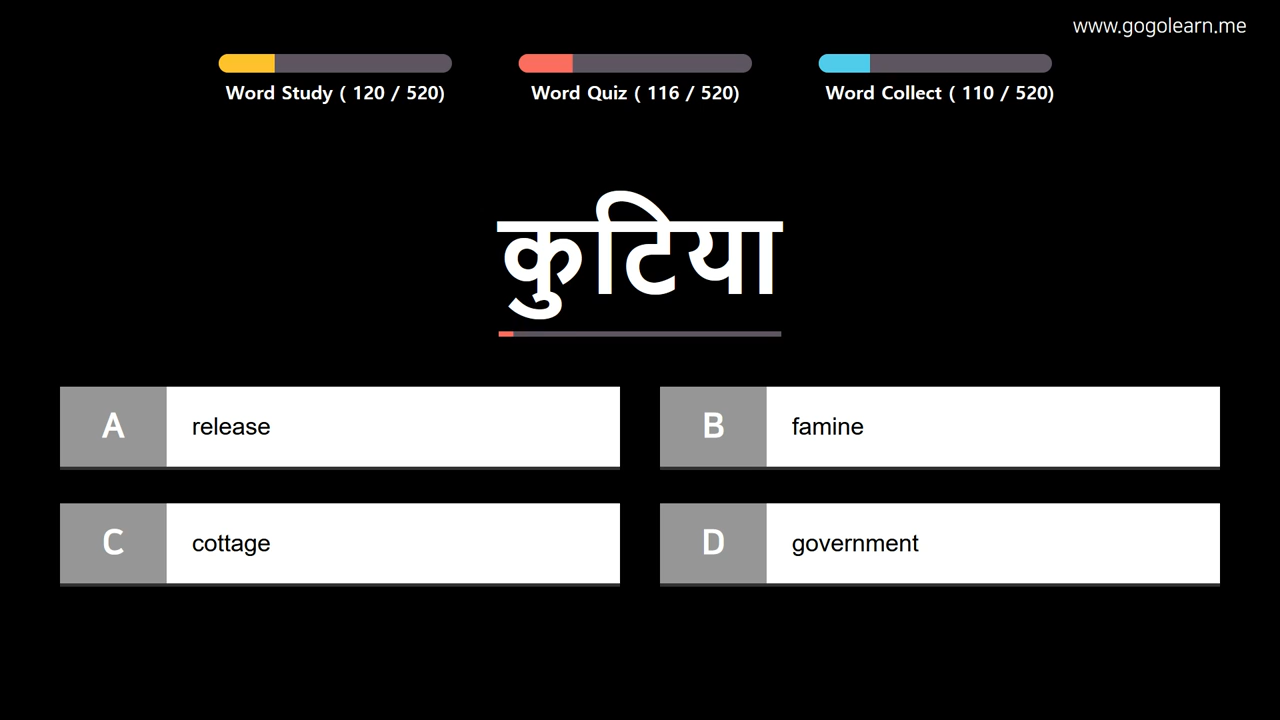 www.gogolearn.me
Word Study ( 120 / 520)
Word Quiz ( 116 / 520)
Word Collect ( 110 / 520)
कुटिया
A release
B famine
C cottage
D government